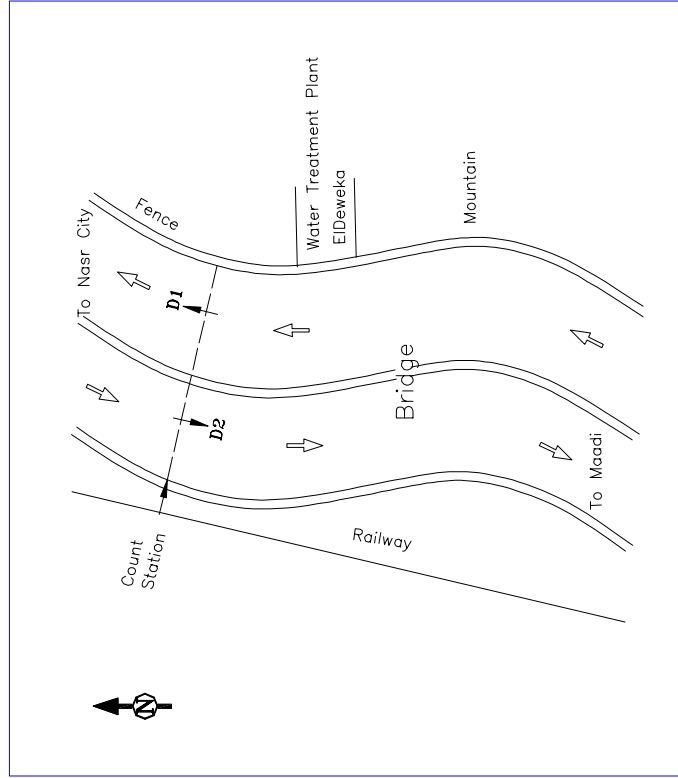 To Nasr City
Fence
Water Treatment Plant
ElDeweka
Mountain
D1
D2
Bridge
To Maadi
Count
Station
Railway
N